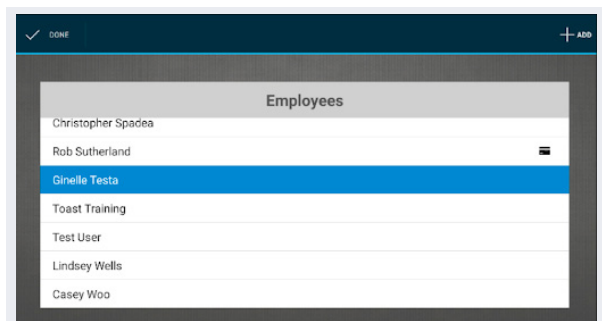 DONE
ADD
Employees
Christopher Spadea
Rob Sutherland
Ginelle Testa
Toast Training
Test User
Lindsey Wells
Casey Woo